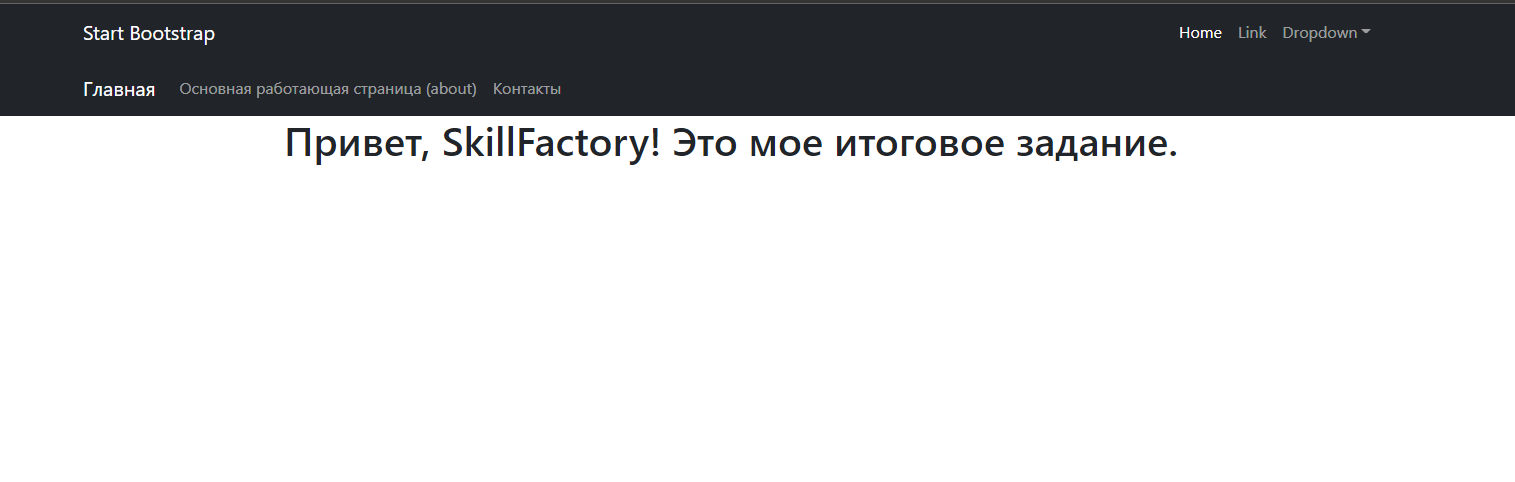 Start Bootstrap Home Link Dropdown
Главная Основная работающая страница (about) Контакты
Привет, SkillFactory! Это мое итоговое задание.